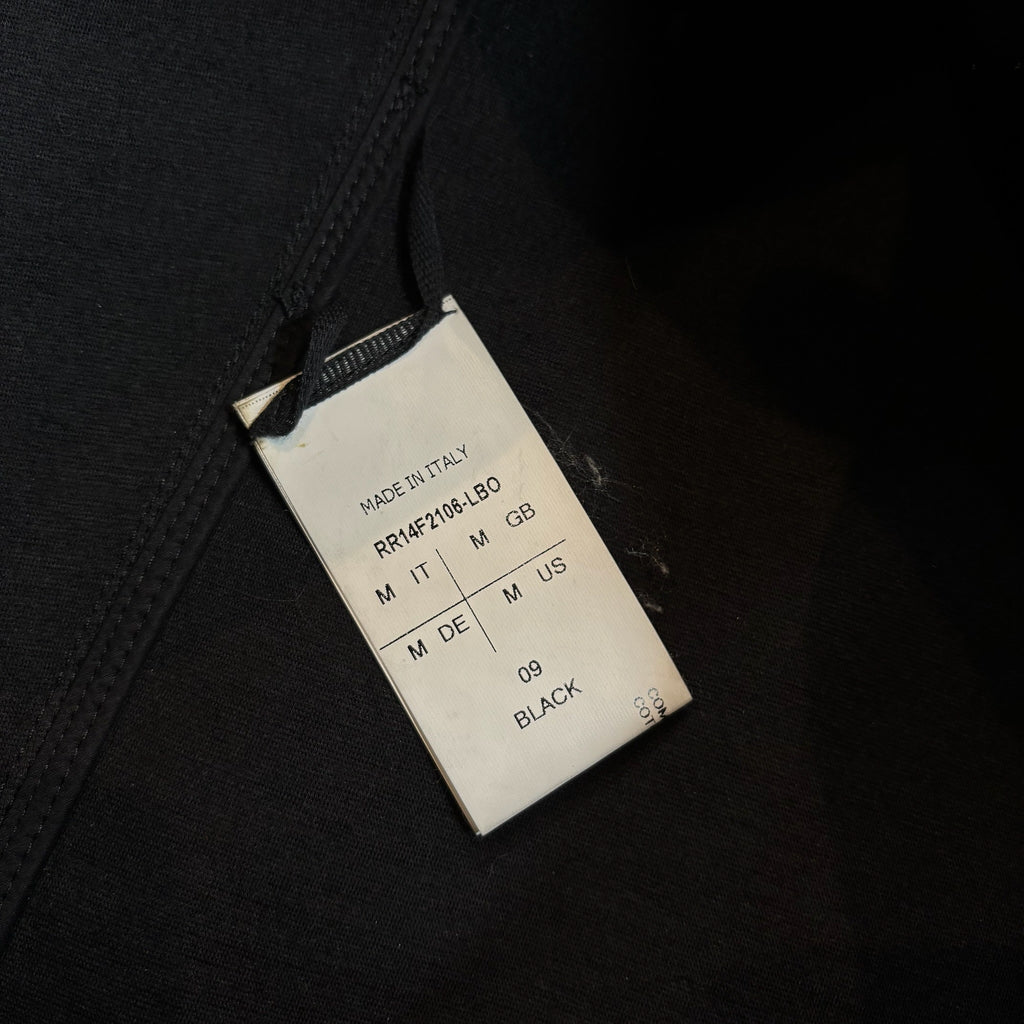 MADE IN ITALY
RR14F2106-LBO
M IT M GB
M DE M US
09
BLACK